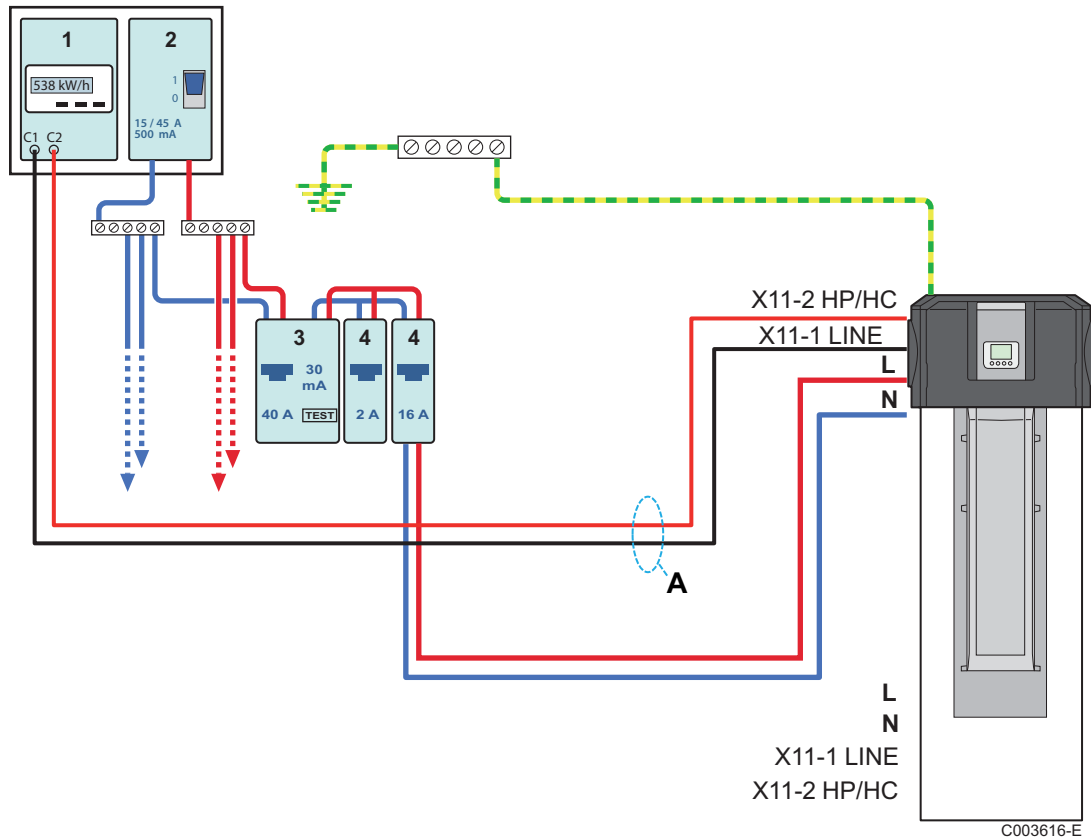 1
2
538 kW/h
1
0
15 / 45 A
500 mA
C1 C2
X11-2 HP/HC
X11-1 LINE
L
N
3
30
mA
40 A
TEST
4
2 A
4
16 A
A
L
N
X11-1 LINE
X11-2 HP/HC
C003616-E